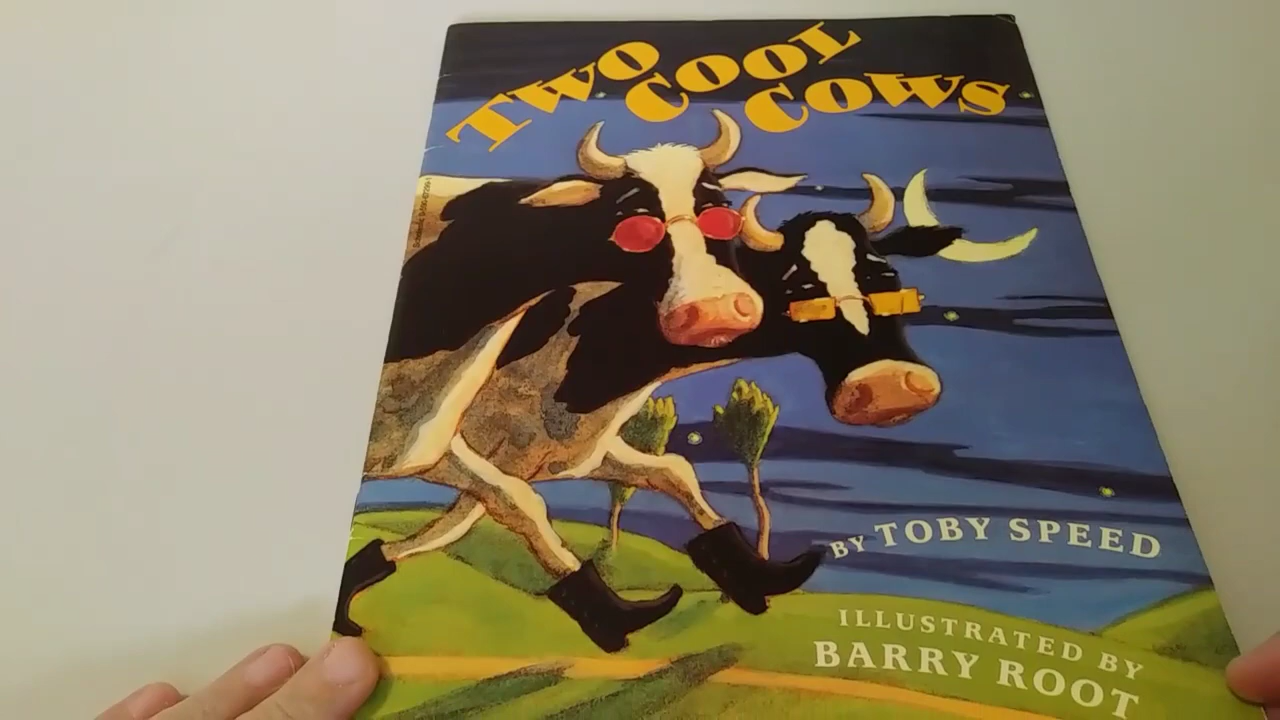 TWO
COOL
COWS
BY TOBY SPEED
ILLUSTRATED BY
BARRY ROOT